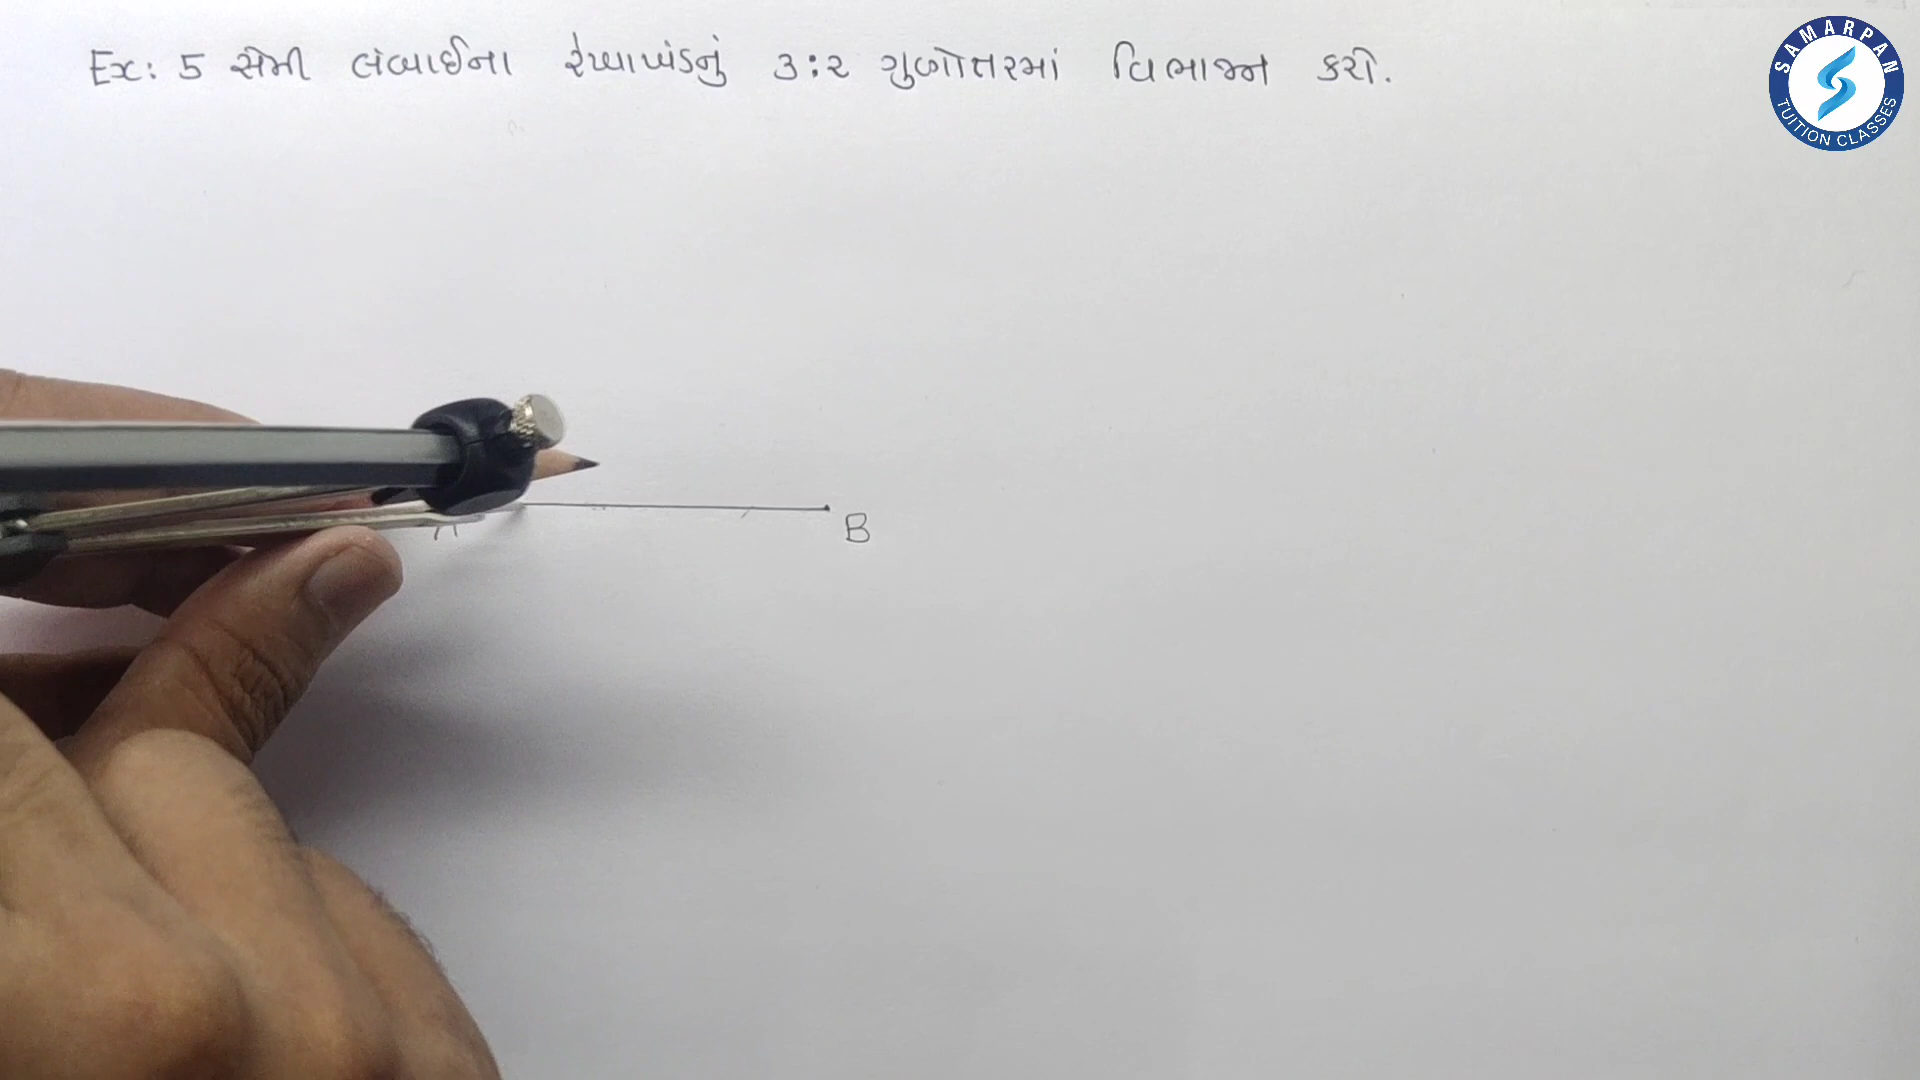 Ex: 5 સેમી લંબાઈના રેખાખંડનું ૩:૨ ગુણોત્તરમાં વિભાજન કરો.
SAMARPAN
TUITION CLASSES
A
B